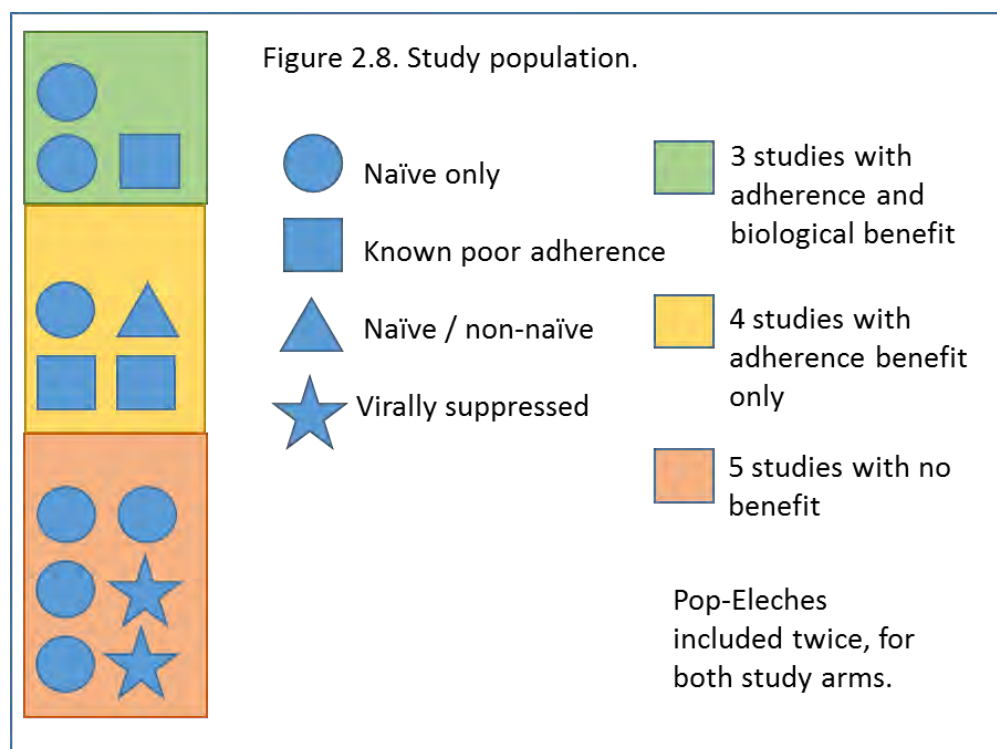 Figure 2.8. Study population.
Naïve only
Known poor adherence
Naïve / non-naïve
Virally suppressed
3 studies with
adherence and
biological benefit
4 studies with
adherence benefit
only
5 studies with no
benefit
Pop-Eleches
included twice, for
both study arms.